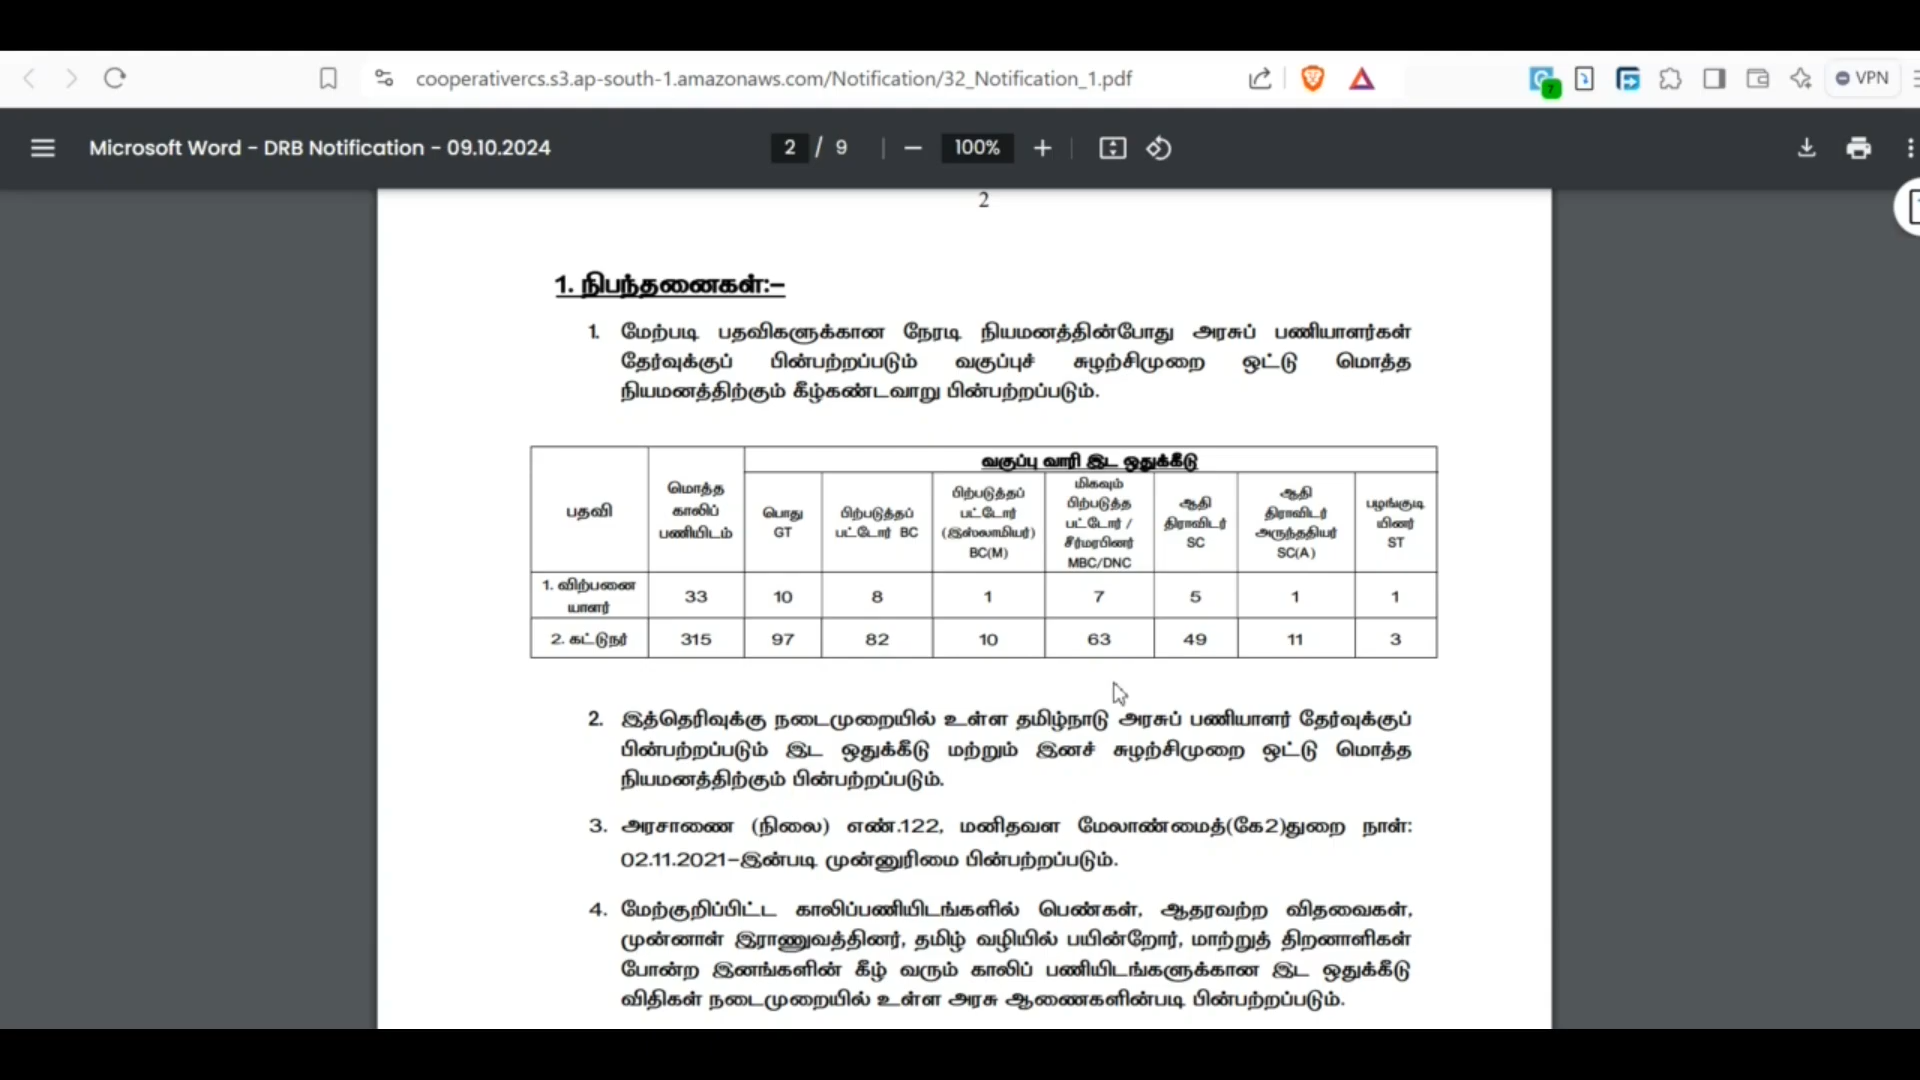 cooperativercs.s3.ap-south-1.amazonaws.com/Notification/32_Notification_1.pdf
7
VPN
Microsoft Word - DRB Notification - 09.10.2024
2 / 9
100%
2
1. நிபந்தனைகள்:–
1. மேற்படி பதவிகளுக்கான நேரடி நியமனத்தின்போது அரசுப் பணியாளர்கள்
தேர்வுக்குப் பின்பற்றப்படும் வகுப்புச் சுழற்சிமுறை ஒட்டு மொத்த
நியமனத்திற்கும் கீழ்கண்டவாறு பின்பற்றப்படும்.
பதவி
மொத்த
காலிப்
பணியிடம்
வகுப்பு வாரி இட ஒதுக்கீடு
பொது
GT
பிற்படுத்தப்
பட்டோர் BC
பிற்படுத்தப்
பட்டோர்
(இஸ்லாமியர்)
BC(M)
மிகவும்
பிற்படுத்த
பட்டோர் /
சீர்மரபினர்
MBC/DNC
ஆதி
திராவிடர்
SC
ஆதி
திராவிடர்
அருந்ததியர்
SC(A)
பழங்குடி
யினர்
ST
1. விற்பனை
யாளர்
33 10 8 1 7 5 1 1
2. கட்டுநர் 315 97 82 10 63 49 11 3
2. இத்தெரிவுக்கு நடைமுறையில் உள்ள தமிழ்நாடு அரசுப் பணியாளர் தேர்வுக்குப்
பின்பற்றப்படும் இட ஒதுக்கீடு மற்றும் இனச் சுழற்சிமுறை ஒட்டு மொத்த
நியமனத்திற்கும் பின்பற்றப்படும்.
3. அரசாணை (நிலை) எண்.122, மனிதவள மேலாண்மைத்(கே2)துறை நாள்:
02.11.2021–இன்படி முன்னுரிமை பின்பற்றப்படும்.
4. மேற்குறிப்பிட்ட காலிப்பணியிடங்களில் பெண்கள், ஆதரவற்ற விதவைகள்,
முன்னாள் இராணுவத்தினர், தமிழ் வழியில் பயின்றோர், மாற்றுத் திறனாளிகள்
போன்ற இனங்களின் கீழ் வரும் காலிப் பணியிடங்களுக்கான இட ஒதுக்கீடு
விதிகள் நடைமுறையில் உள்ள அரசு ஆணைகளின்படி பின்பற்றப்படும்.